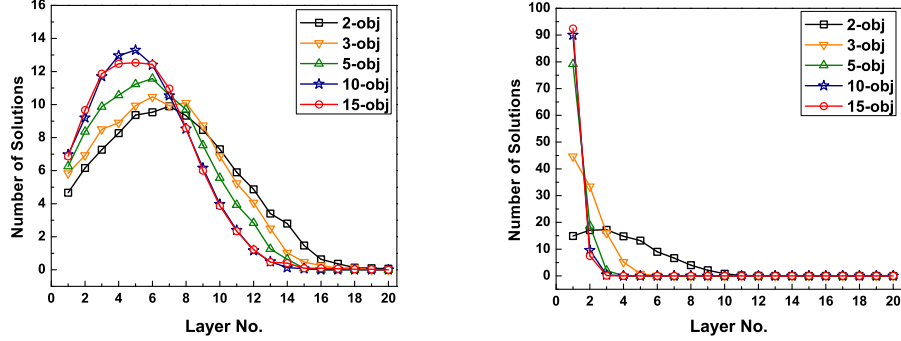 16
14
12
10
8
6
4
2
0
Number of Solutions
0 2 4 6 8 10 12 14 16 18 20
Layer No.
2-obj
3-obj
5-obj
10-obj
15-obj
100
90
80
70
60
50
40
30
20
10
0
Number of Solutions
0 2 4 6 8 10 12 14 16 18 20
Layer No.
2-obj
3-obj
5-obj
10-obj
15-obj